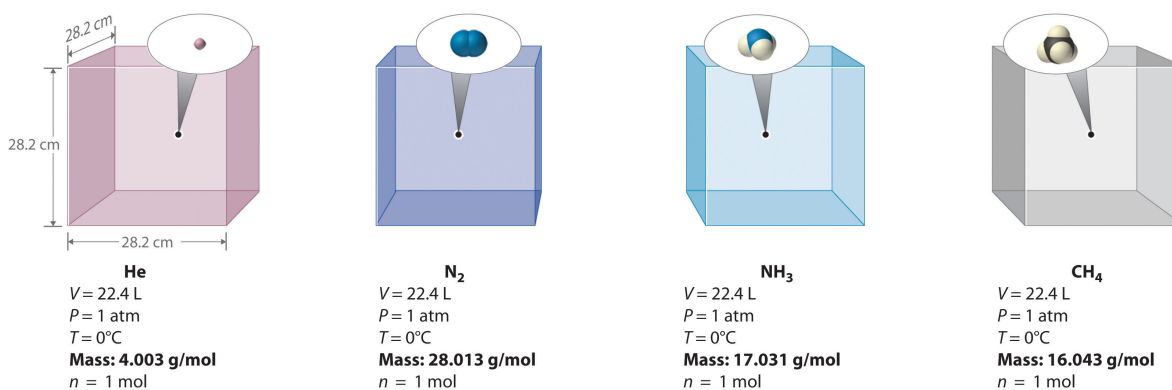 28.2 cm
28.2 cm
28.2 cm
He
V = 22.4 L
P = 1 atm
T = 0°C
Mass: 4.003 g/mol
n = 1 mol
N₂
V = 22.4 L
P = 1 atm
T = 0°C
Mass: 28.013 g/mol
n = 1 mol
NH₃
V = 22.4 L
P = 1 atm
T = 0°C
Mass: 17.031 g/mol
n = 1 mol
CH₄
V = 22.4 L
P = 1 atm
T = 0°C
Mass: 16.043 g/mol
n = 1 mol